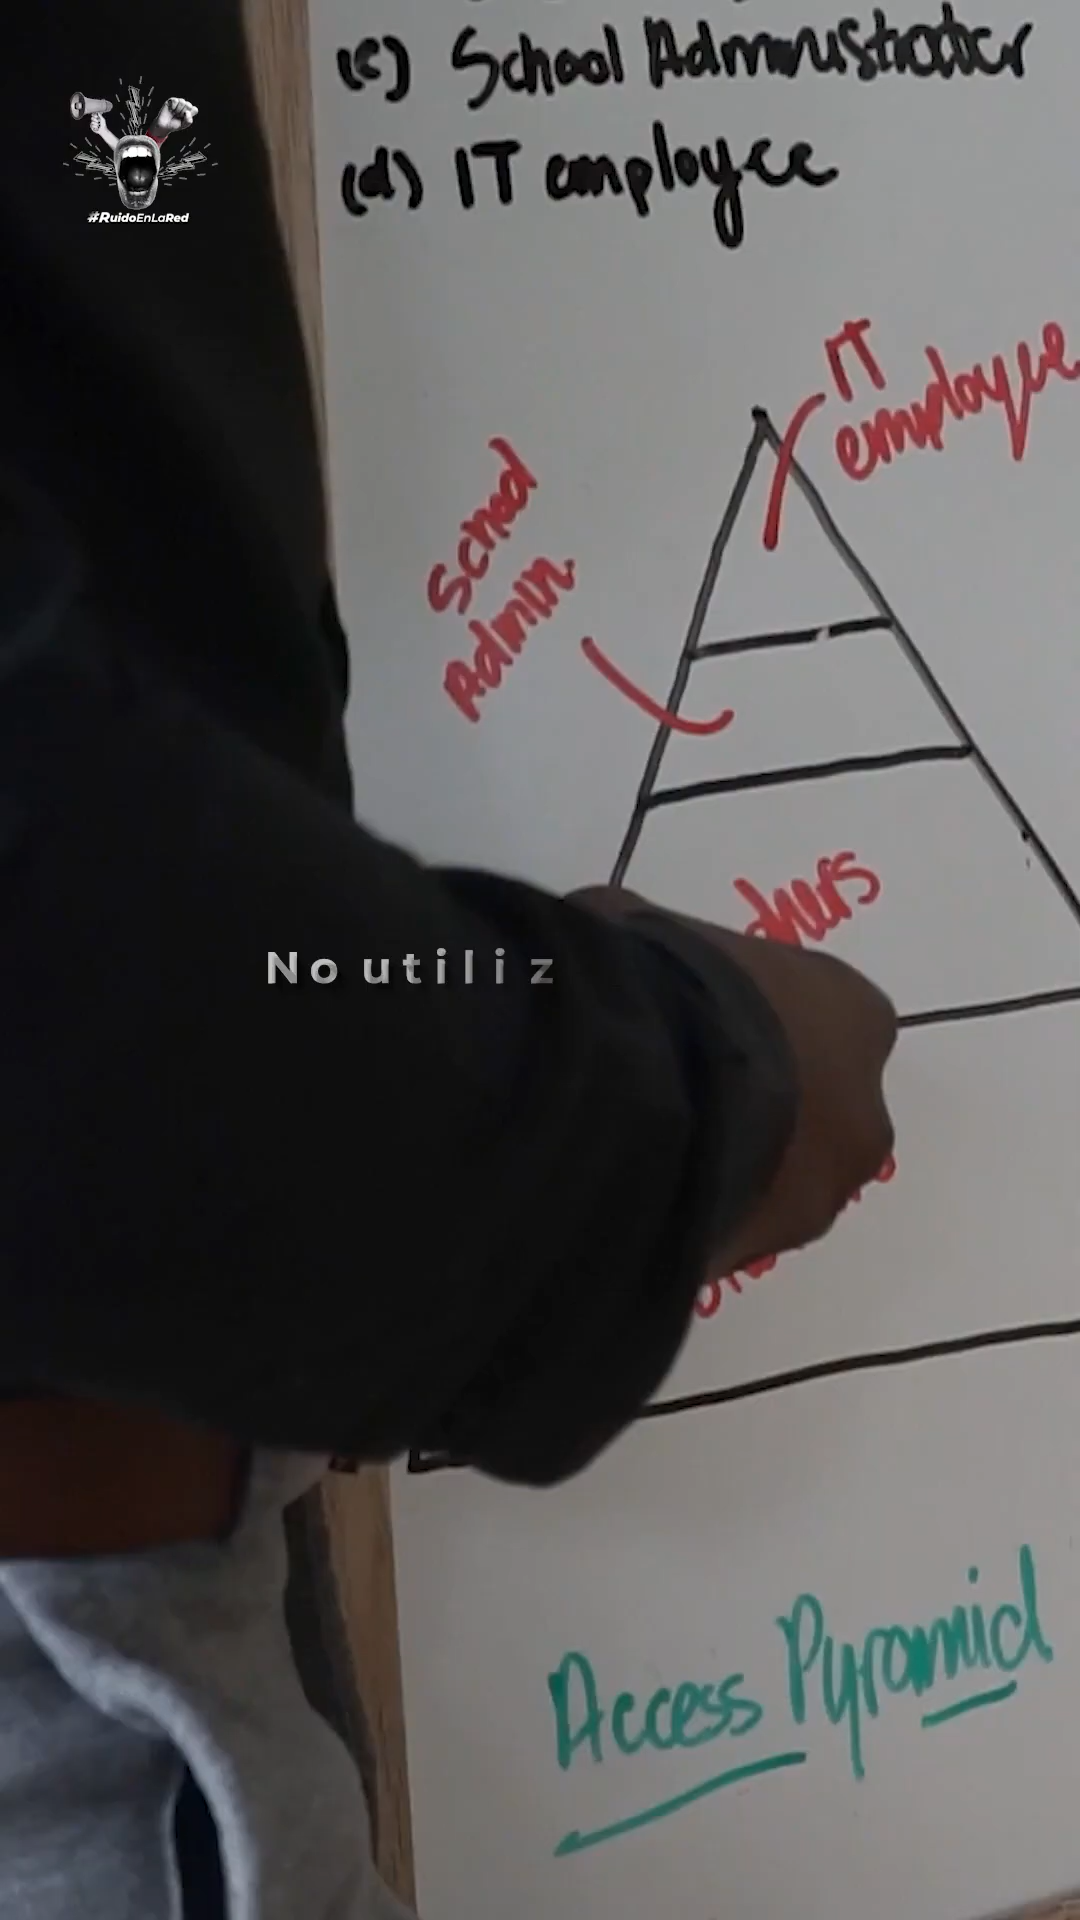 (c) School Administrator
(d) IT employee
#RuidoEnLaRed
IT
employee
School
Admin
No utiliz
Access Pyramid